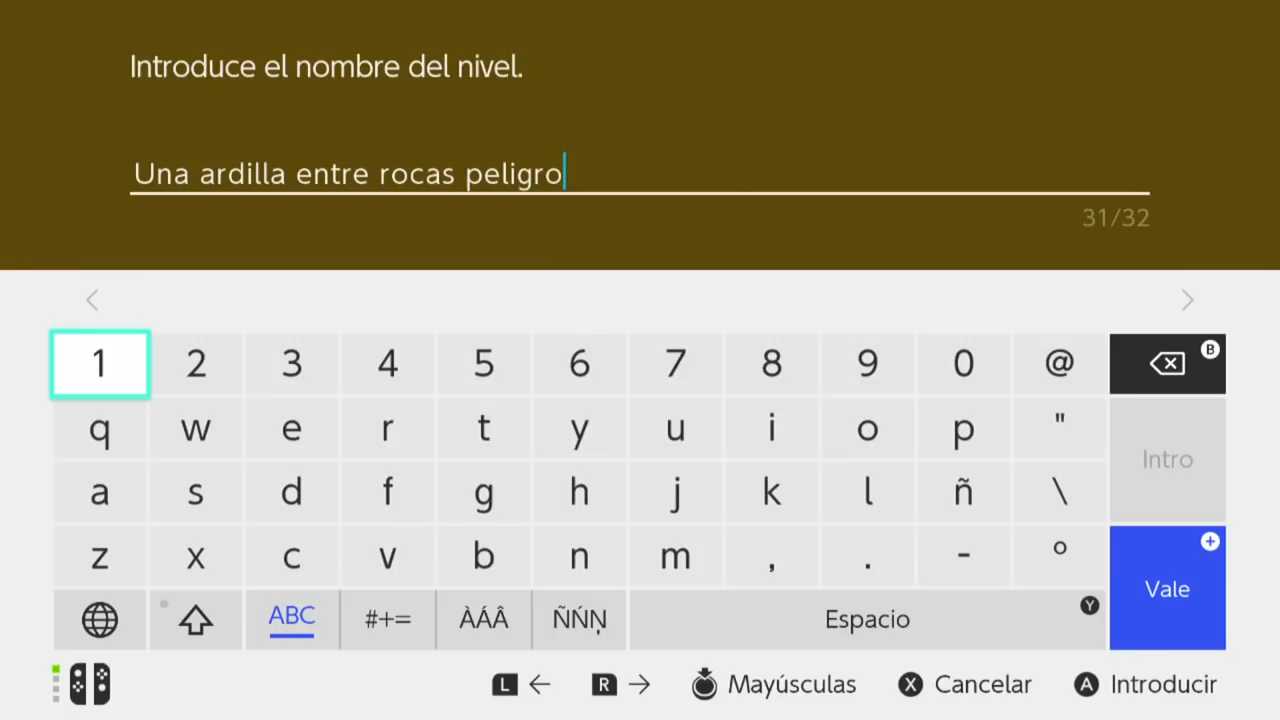 Introduce el nombre del nivel.
Una ardilla entre rocas peligro
31/32
1 2 3 4 5 6 7 8 9 0 @ B
q w e r t y u i o p " Intro
a s d f g h j k l ñ \
z x c v b n m , . - º Vale
ABC #+= ÀÁÂ ÑŃŅ Espacio Y
L ← R → Mayúsculas X Cancelar A Introducir